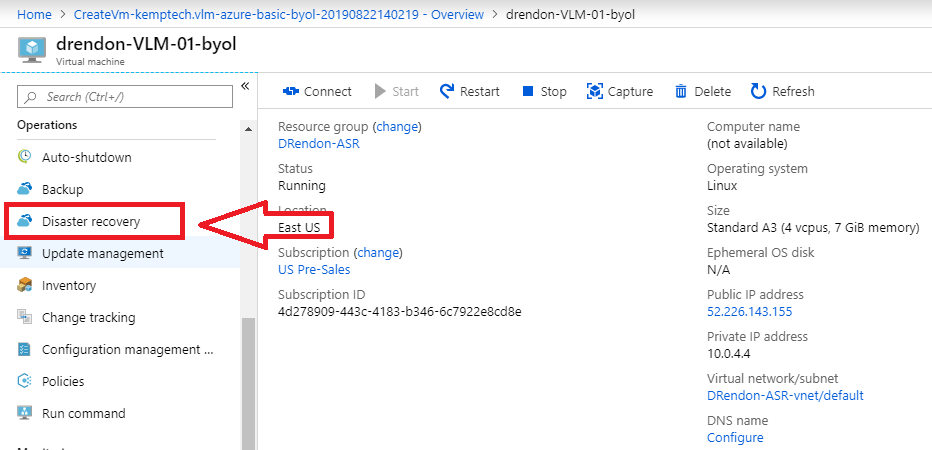 Home > CreateVm-kemptech.vlm-azure-basic-byol-20190822140219 - Overview > drendon-VLM-01-byol
drendon-VLM-01-byol
Virtual machine
Search (Ctrl+/)
«
Operations
Auto-shutdown
Backup
Disaster recovery
Update management
Inventory
Change tracking
Configuration management ...
Policies
Run command
Connect Start Restart Stop Capture Delete Refresh
Resource group (change)
DRendon-ASR
Status
Running
Location
East US
Subscription (change)
US Pre-Sales
Subscription ID
4d278909-443c-4183-b346-6c7922e8cd8e
Computer name
(not available)
Operating system
Linux
Size
Standard A3 (4 vcpus, 7 GiB memory)
Ephemeral OS disk
N/A
Public IP address
52.226.143.155
Private IP address
10.0.4.4
Virtual network/subnet
DRendon-ASR-vnet/default
DNS name
Configure